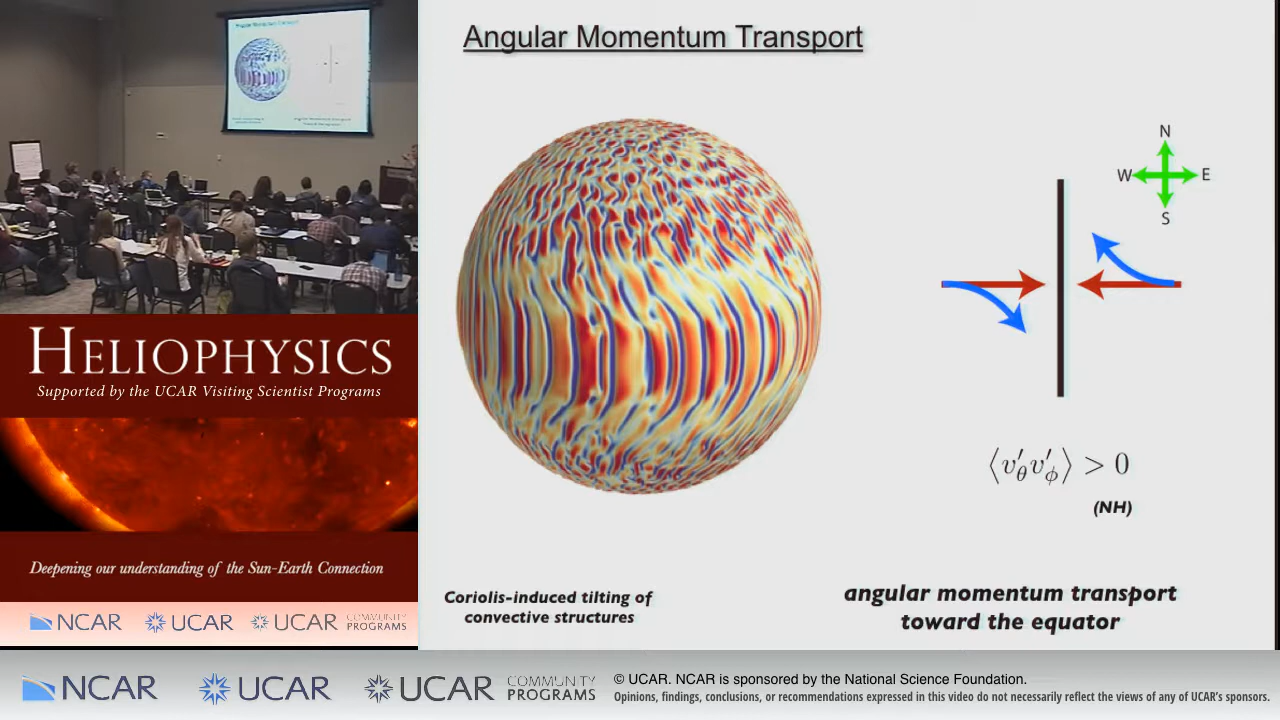 Angular Momentum Transport
HELIOPHYSICS
Supported by the UCAR Visiting Scientist Programs
Deepening our understanding of the Sun-Earth Connection
NCAR UCAR UCAR COMMUNITY PROGRAMS
N
W E
S
⟨v′θ v′ϕ⟩ > 0
(NH)
Coriolis-induced tilting of
convective structures
angular momentum transport
toward the equator
NCAR UCAR UCAR COMMUNITY PROGRAMS
© UCAR. NCAR is sponsored by the National Science Foundation.
Opinions, findings, conclusions, or recommendations expressed in this video do not necessarily reflect the views of any of UCAR's sponsors.